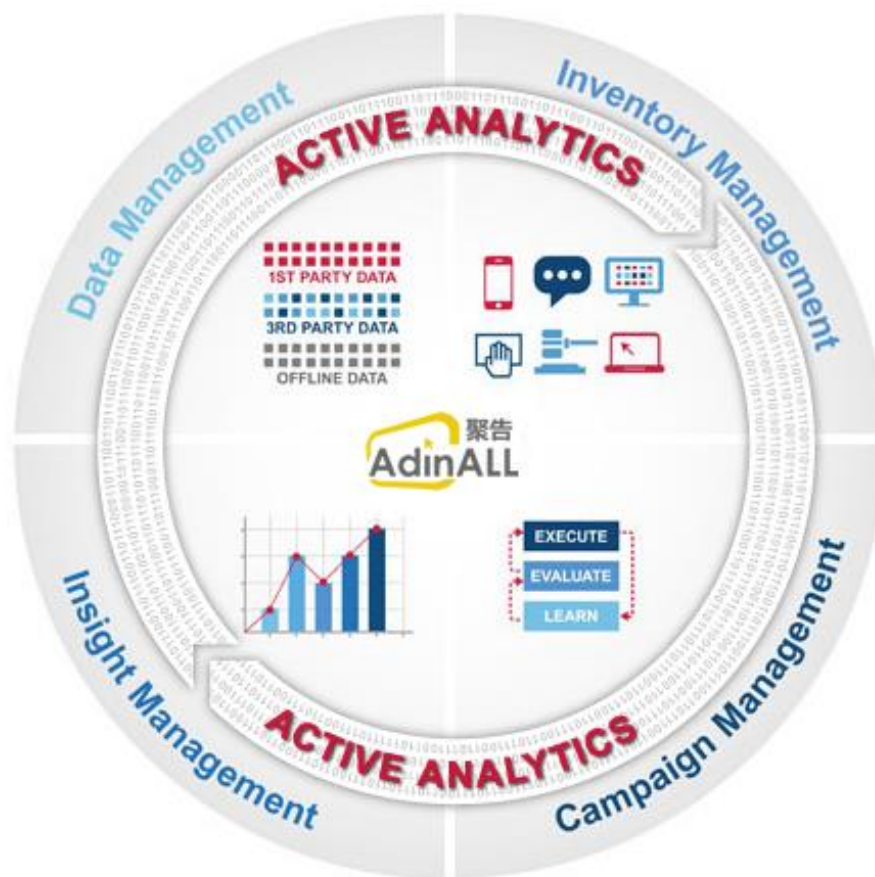 Data Management
Inventory Management
ACTIVE ANALYTICS
1ST PARTY DATA
3RD PARTY DATA
OFFLINE DATA
聚告
AdinALL
EXECUTE
EVALUATE
LEARN
Insight Management
Campaign Management
ACTIVE ANALYTICS